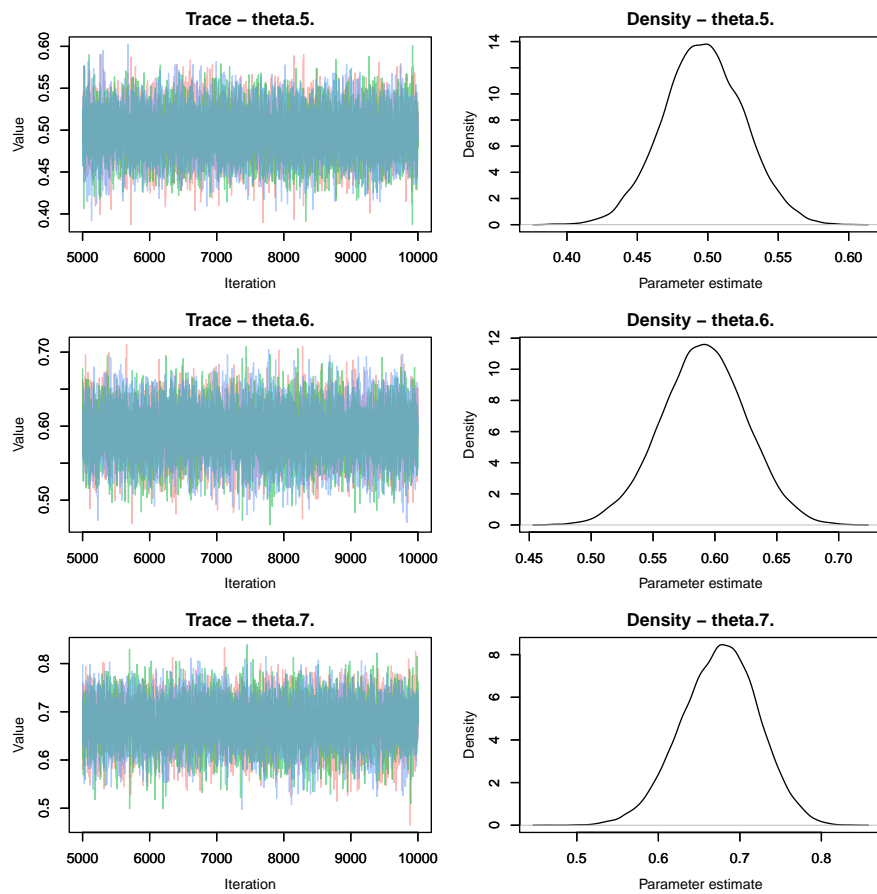 Trace − theta.5.
Value
0.60
0.55
0.50
0.45
0.40
5000 6000 7000 8000 9000 10000
Iteration
Density − theta.5.
Density
14
12
10
8
6
4
2
0
0.40 0.45 0.50 0.55 0.60
Parameter estimate
Trace − theta.6.
Value
0.70
0.60
0.50
5000 6000 7000 8000 9000 10000
Iteration
Density − theta.6.
Density
12
10
8
6
4
2
0
0.45 0.50 0.55 0.60 0.65 0.70
Parameter estimate
Trace − theta.7.
Value
0.8
0.7
0.6
0.5
5000 6000 7000 8000 9000 10000
Iteration
Density − theta.7.
Density
8
6
4
2
0
0.5 0.6 0.7 0.8
Parameter estimate